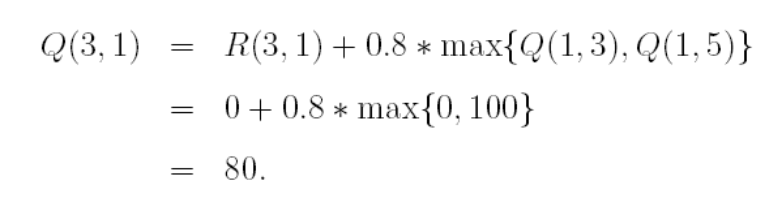 Q(3, 1) = R(3, 1) + 0.8 ∗ max{Q(1, 3), Q(1, 5)}
= 0 + 0.8 ∗ max{0, 100}
= 80.